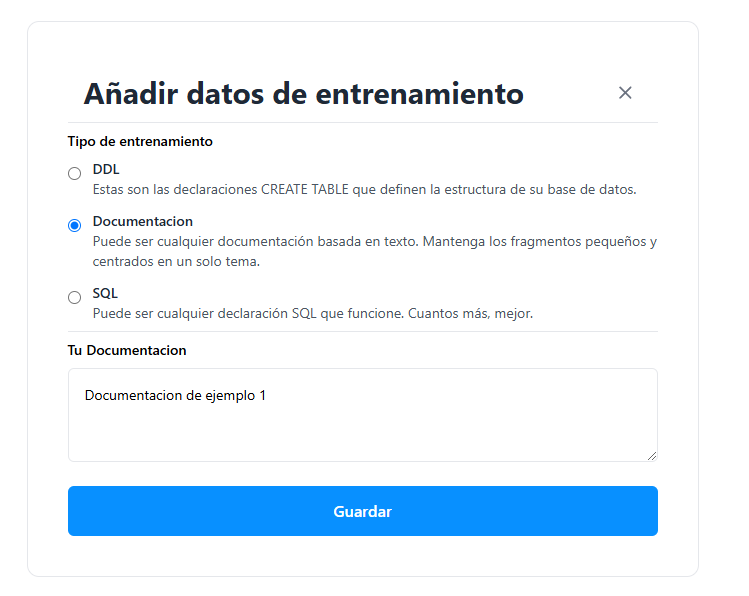 Añadir datos de entrenamiento
Tipo de entrenamiento
DDL
Estas son las declaraciones CREATE TABLE que definen la estructura de su base de datos.
Documentacion
Puede ser cualquier documentación basada en texto. Mantenga los fragmentos pequeños y
centrados en un solo tema.
SQL
Puede ser cualquier declaración SQL que funcione. Cuantos más, mejor.
Tu Documentacion
Documentacion de ejemplo 1
Guardar